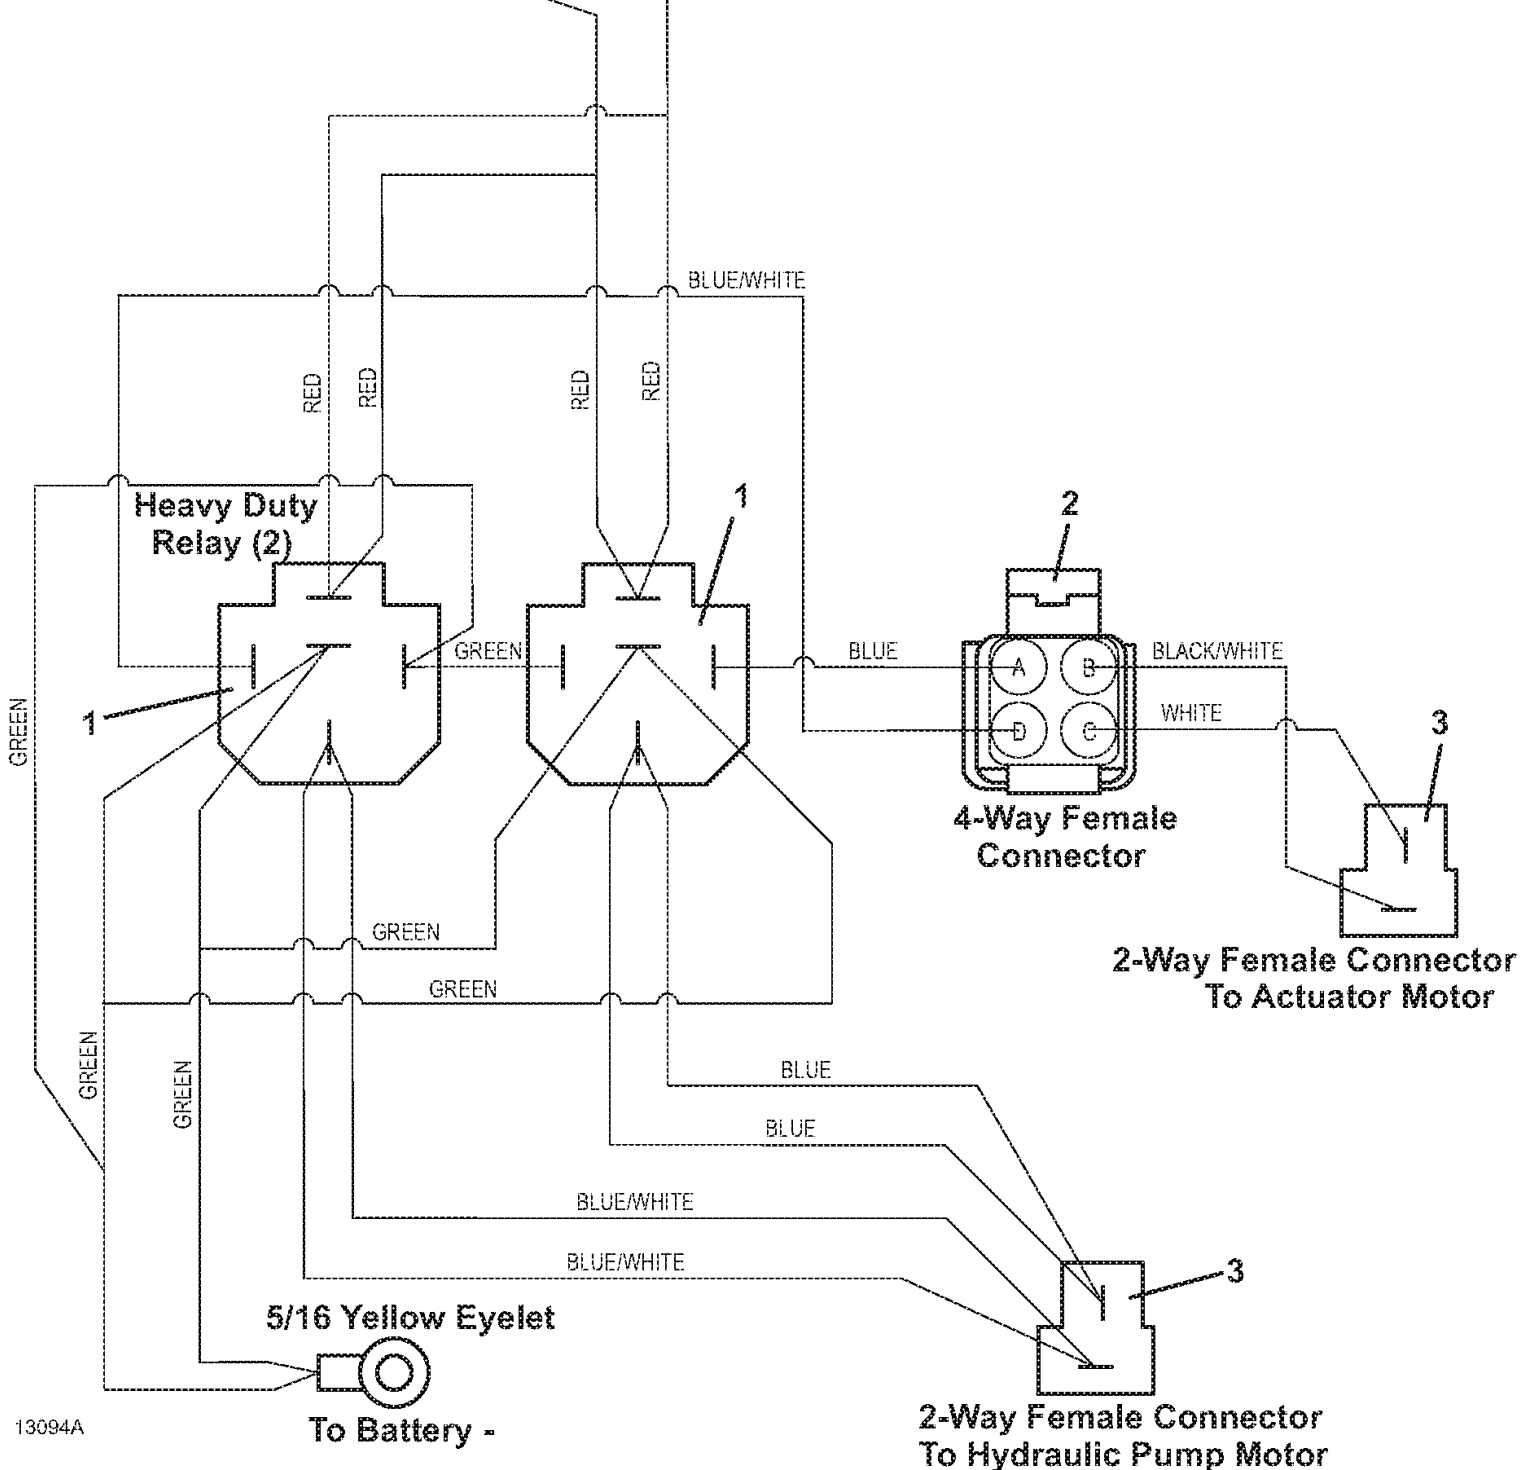 BLUE/WHITE
RED
RED
RED
RED
Heavy Duty
Relay (2)
1
2
GREEN
BLUE
A
B
BLACK/WHITE
D
C
WHITE
1
GREEN
3
4-Way Female
Connector
GREEN
2-Way Female Connector
To Actuator Motor
GREEN
GREEN
GREEN
BLUE
BLUE
BLUE/WHITE
BLUE/WHITE
3
5/16 Yellow Eyelet
To Battery -
13094A
2-Way Female Connector
To Hydraulic Pump Motor